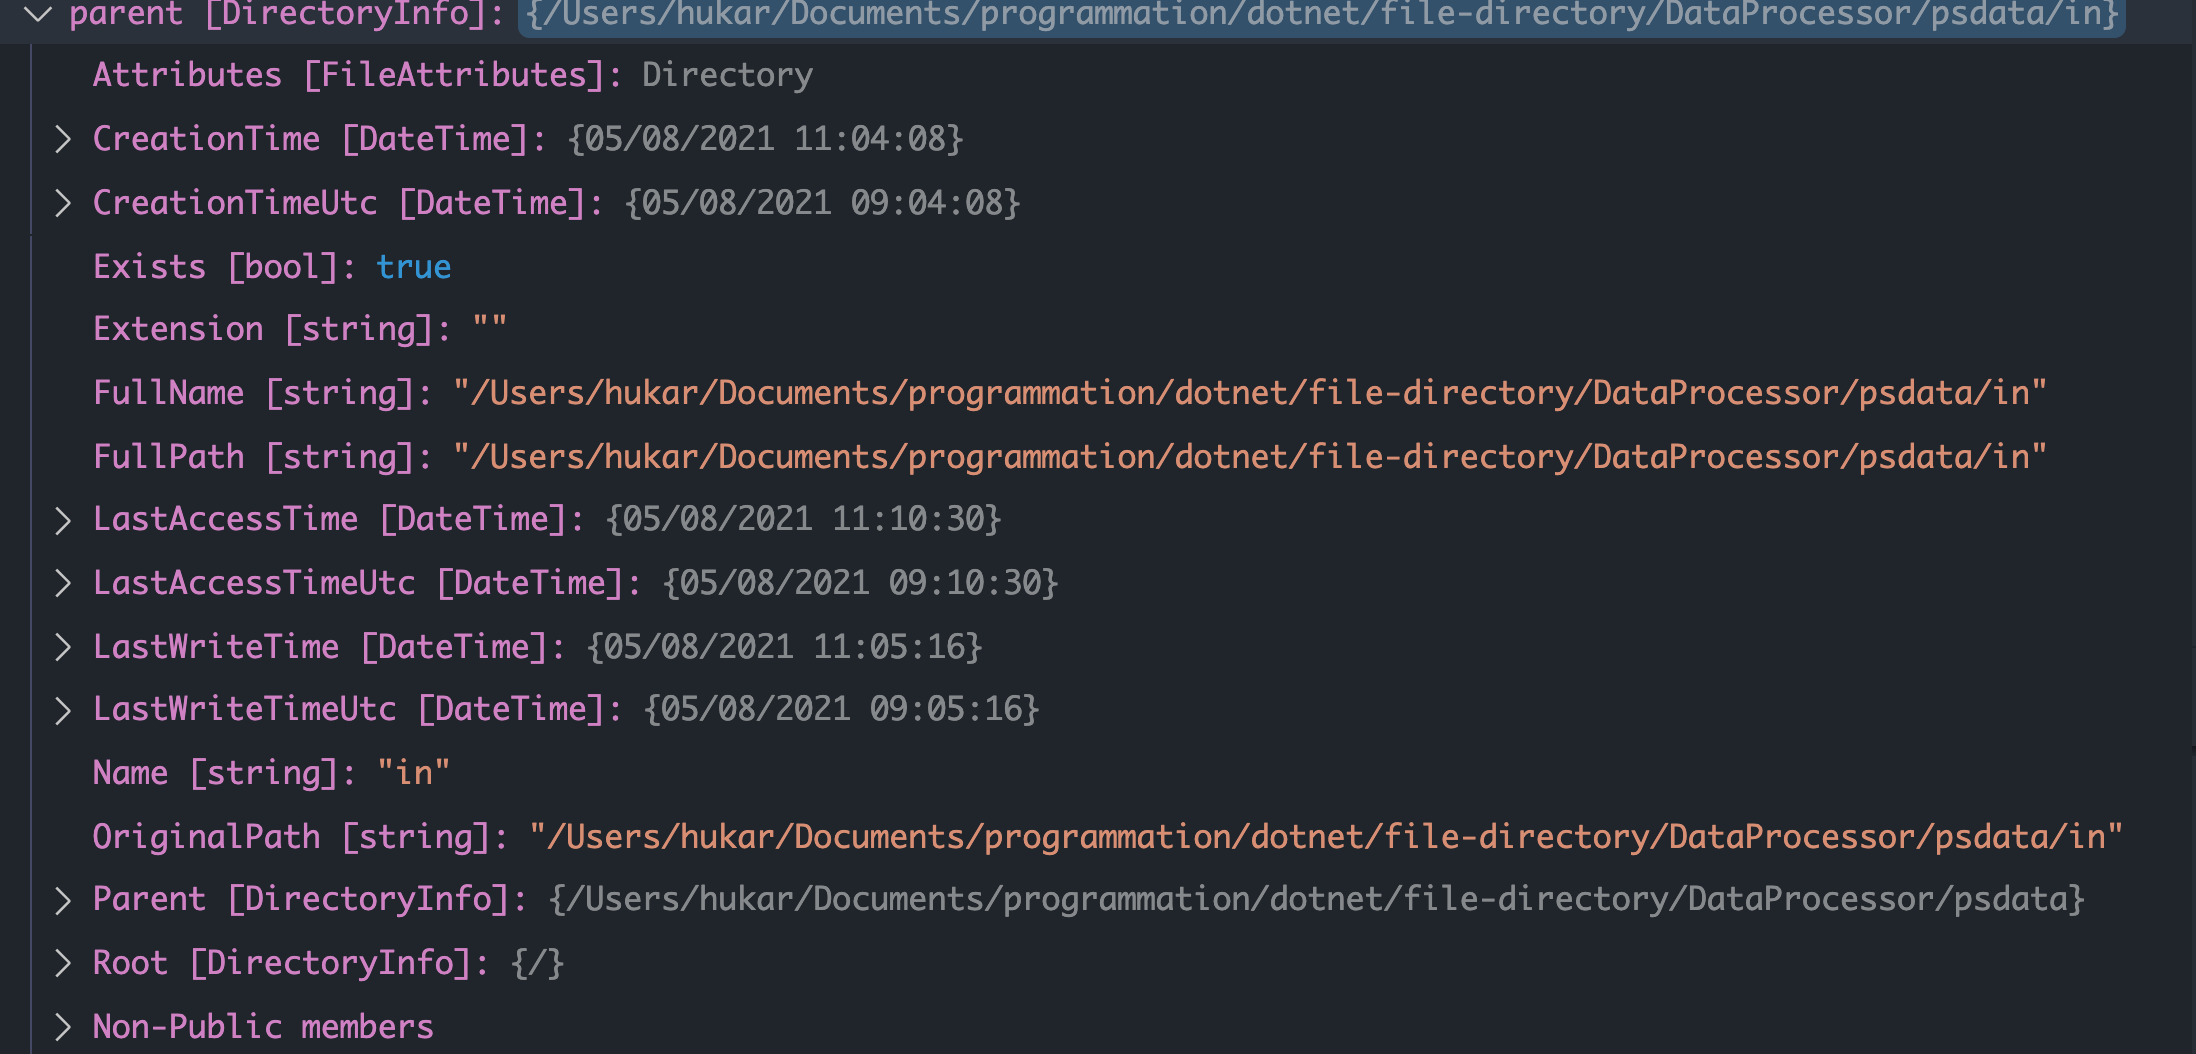 parent [DirectoryInfo]: {/Users/hukar/Documents/programmation/dotnet/file-directory/DataProcessor/psdata/in}
Attributes [FileAttributes]: Directory
CreationTime [DateTime]: {05/08/2021 11:04:08}
CreationTimeUtc [DateTime]: {05/08/2021 09:04:08}
Exists [bool]: true
Extension [string]: ""
FullName [string]: "/Users/hukar/Documents/programmation/dotnet/file-directory/DataProcessor/psdata/in"
FullPath [string]: "/Users/hukar/Documents/programmation/dotnet/file-directory/DataProcessor/psdata/in"
LastAccessTime [DateTime]: {05/08/2021 11:10:30}
LastAccessTimeUtc [DateTime]: {05/08/2021 09:10:30}
LastWriteTime [DateTime]: {05/08/2021 11:05:16}
LastWriteTimeUtc [DateTime]: {05/08/2021 09:05:16}
Name [string]: "in"
OriginalPath [string]: "/Users/hukar/Documents/programmation/dotnet/file-directory/DataProcessor/psdata/in"
Parent [DirectoryInfo]: {/Users/hukar/Documents/programmation/dotnet/file-directory/DataProcessor/psdata}
Root [DirectoryInfo]: {/}
Non-Public members